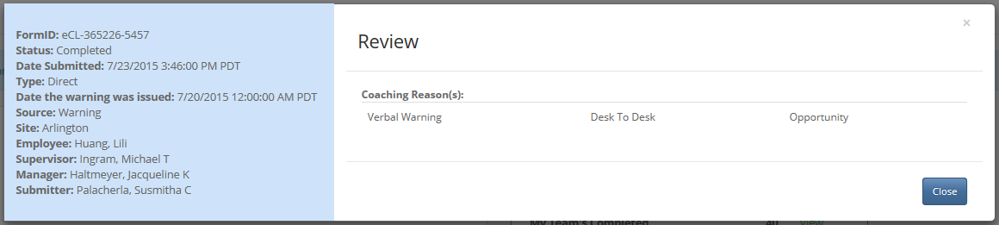 FormID: eCL-365226-5457
Status: Completed
Date Submitted: 7/23/2015 3:46:00 PM PDT
Type: Direct
Date the warning was issued: 7/20/2015 12:00:00 AM PDT
Source: Warning
Site: Arlington
Employee: Huang, Lili
Supervisor: Ingram, Michael T
Manager: Haltmeyer, Jacqueline K
Submitter: Palacherla, Susmitha C
×
Review
Coaching Reason(s):
Verbal Warning Desk To Desk Opportunity
Close
My Team's Completed 40 view